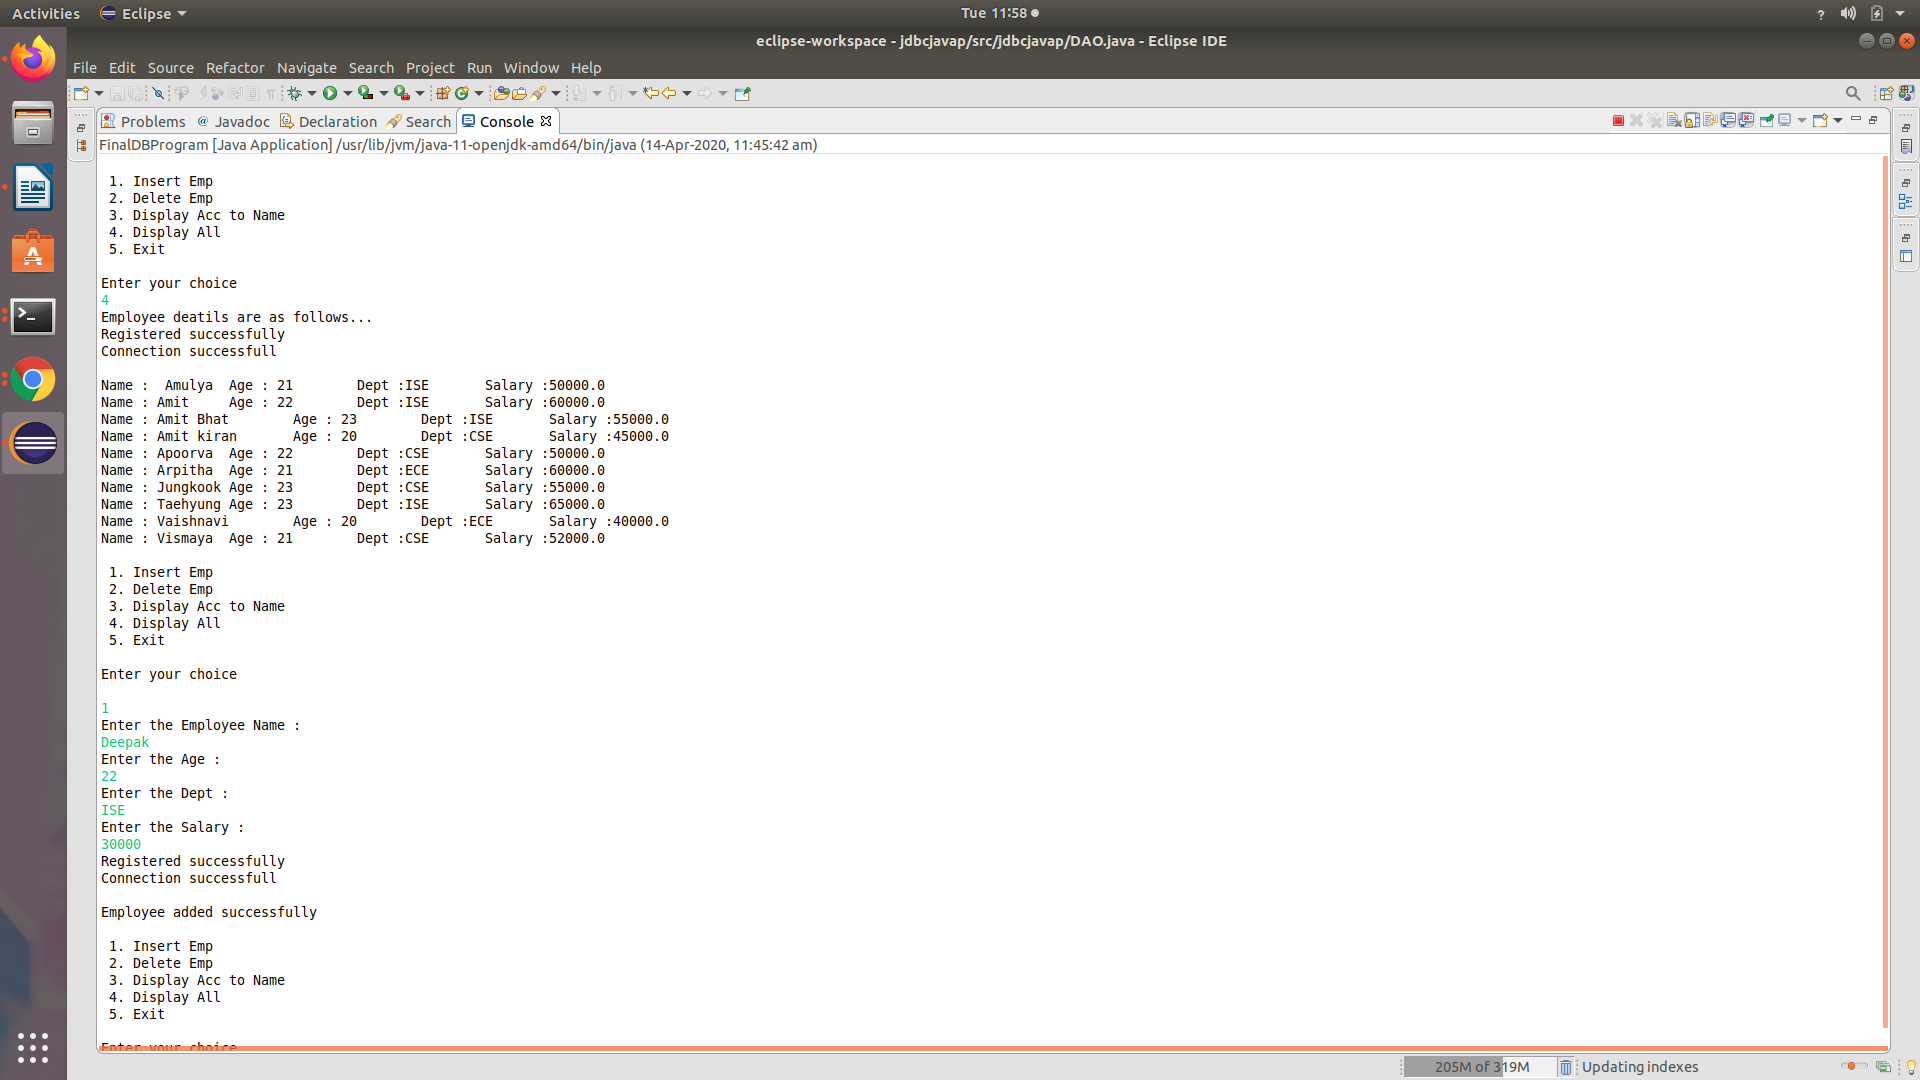 Activities Eclipse Tue 11:58 ?
eclipse-workspace - jdbcjavap/src/jdbcjavap/DAO.java - Eclipse IDE
File Edit Source Refactor Navigate Search Project Run Window Help
Problems @ Javadoc Declaration Search Console
FinalDBProgram [Java Application] /usr/lib/jvm/java-11-openjdk-amd64/bin/java (14-Apr-2020, 11:45:42 am)
1. Insert Emp
2. Delete Emp
3. Display Acc to Name
4. Display All
5. Exit
Enter your choice
4
Employee deatils are as follows...
Registered successfully
Connection successfull
Name :  Amulya  Age : 21        Dept :ISE       Salary :50000.0
Name : Amit     Age : 22        Dept :ISE       Salary :60000.0
Name : Amit Bhat        Age : 23        Dept :ISE       Salary :55000.0
Name : Amit kiran       Age : 20        Dept :CSE       Salary :45000.0
Name : Apoorva  Age : 22        Dept :CSE       Salary :50000.0
Name : Arpitha  Age : 21        Dept :ECE       Salary :60000.0
Name : Jungkook Age : 23        Dept :CSE       Salary :55000.0
Name : Taehyung Age : 23        Dept :ISE       Salary :65000.0
Name : Vaishnavi        Age : 20        Dept :ECE       Salary :40000.0
Name : Vismaya  Age : 21        Dept :CSE       Salary :52000.0
1. Insert Emp
2. Delete Emp
3. Display Acc to Name
4. Display All
5. Exit
Enter your choice
1
Enter the Employee Name :
Deepak
Enter the Age :
22
Enter the Dept :
ISE
Enter the Salary :
30000
Registered successfully
Connection successfull
Employee added successfully
1. Insert Emp
2. Delete Emp
3. Display Acc to Name
4. Display All
5. Exit
Enter your choice
205M of 319M Updating indexes